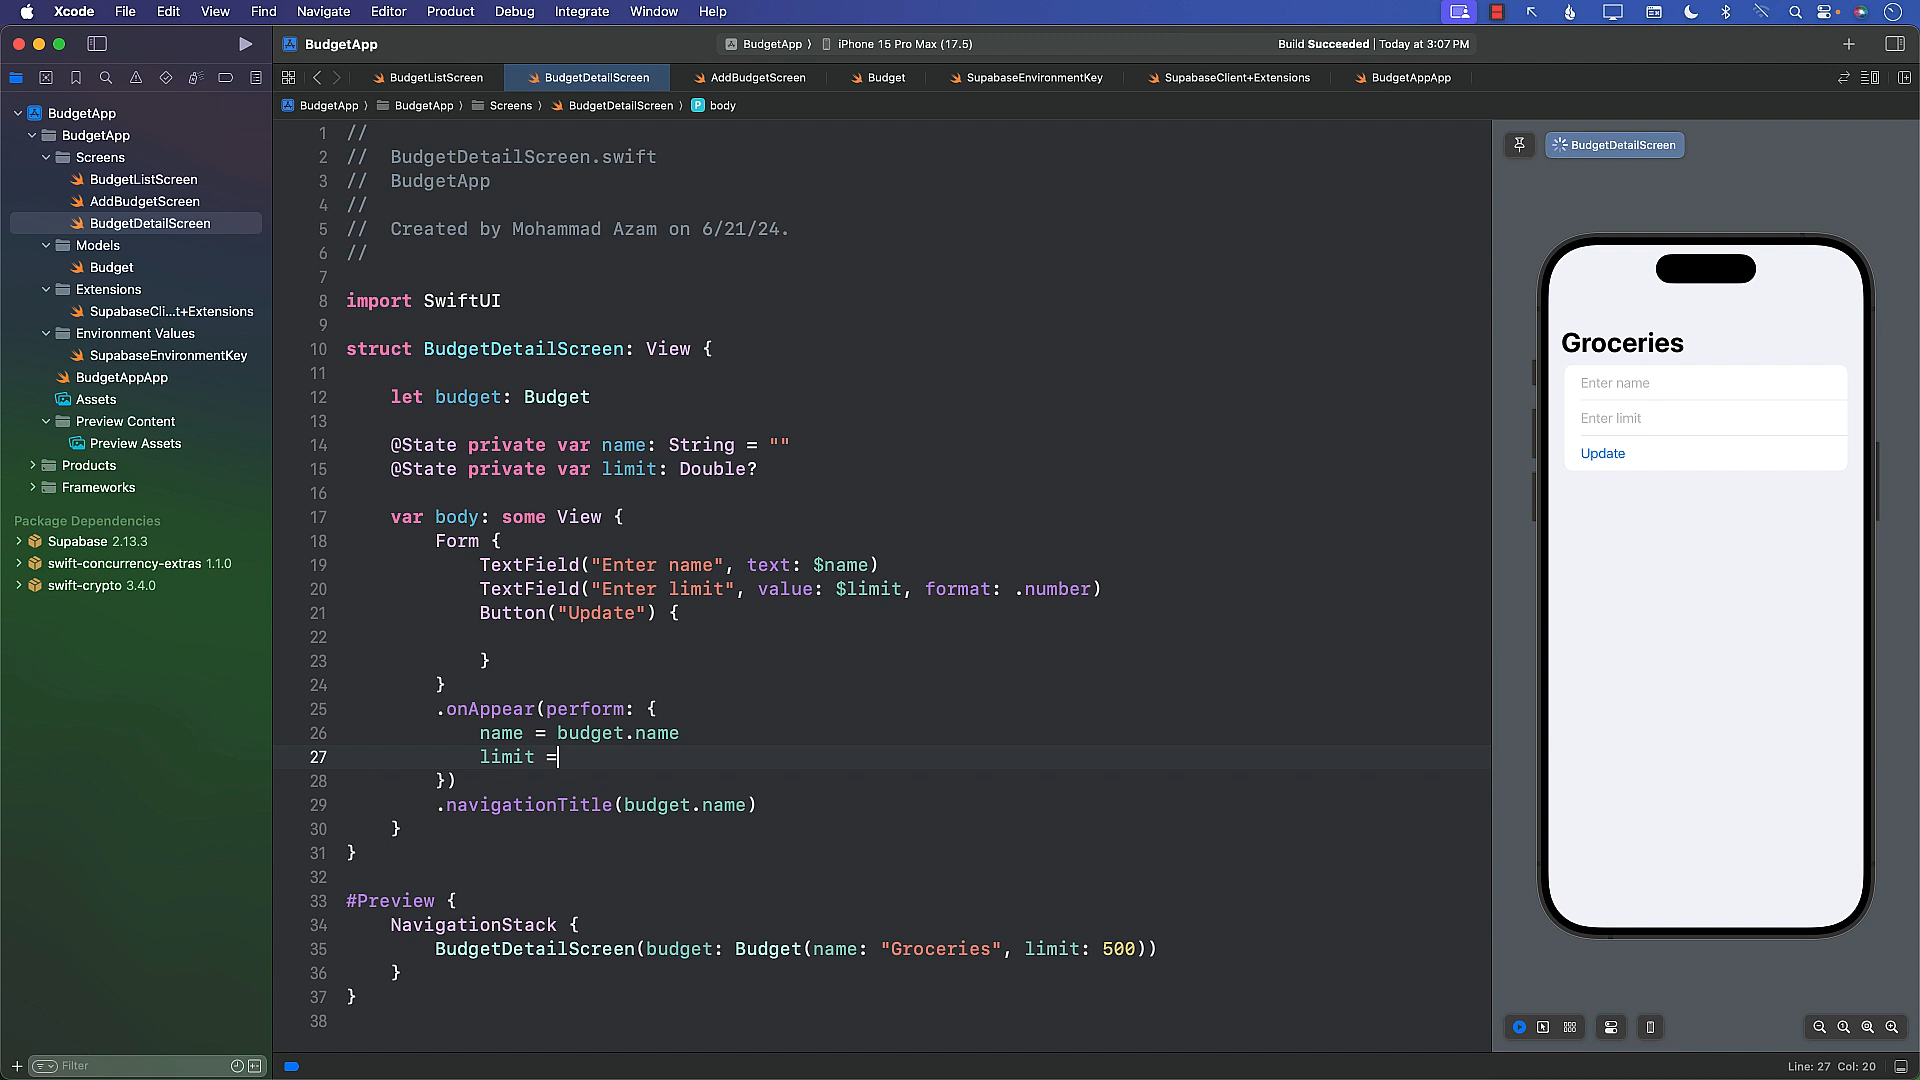 Xcode File Edit View Find Navigate Editor Product Debug Integrate Window Help
BudgetApp
BudgetApp ⟩ iPhone 15 Pro Max (17.5)
Build Succeeded | Today at 3:07 PM
BudgetListScreen BudgetDetailScreen AddBudgetScreen Budget SupabaseEnvironmentKey SupabaseClient+Extensions BudgetAppApp
BudgetApp ⟩ BudgetApp ⟩ Screens ⟩ BudgetDetailScreen ⟩ P body
BudgetApp
BudgetApp
Screens
BudgetListScreen
AddBudgetScreen
BudgetDetailScreen
Models
Budget
Extensions
SupabaseCli...t+Extensions
Environment Values
SupabaseEnvironmentKey
BudgetAppApp
Assets
Preview Content
Preview Assets
Products
Frameworks
Package Dependencies
Supabase 2.13.3
swift-concurrency-extras 1.1.0
swift-crypto 3.4.0
Filter
1 //
2 //  BudgetDetailScreen.swift
3 //  BudgetApp
4 //
5 //  Created by Mohammad Azam on 6/21/24.
6 //
7
8 import SwiftUI
9
10 struct BudgetDetailScreen: View {
11
12     let budget: Budget
13
14     @State private var name: String = ""
15     @State private var limit: Double?
16
17     var body: some View {
18         Form {
19             TextField("Enter name", text: $name)
20             TextField("Enter limit", value: $limit, format: .number)
21             Button("Update") {
22
23             }
24         }
25         .onAppear(perform: {
26             name = budget.name
27             limit =
28         })
29         .navigationTitle(budget.name)
30     }
31 }
32
33 #Preview {
34     NavigationStack {
35         BudgetDetailScreen(budget: Budget(name: "Groceries", limit: 500))
36     }
37 }
38
BudgetDetailScreen
Groceries
Enter name
Enter limit
Update
Line: 27 Col: 20